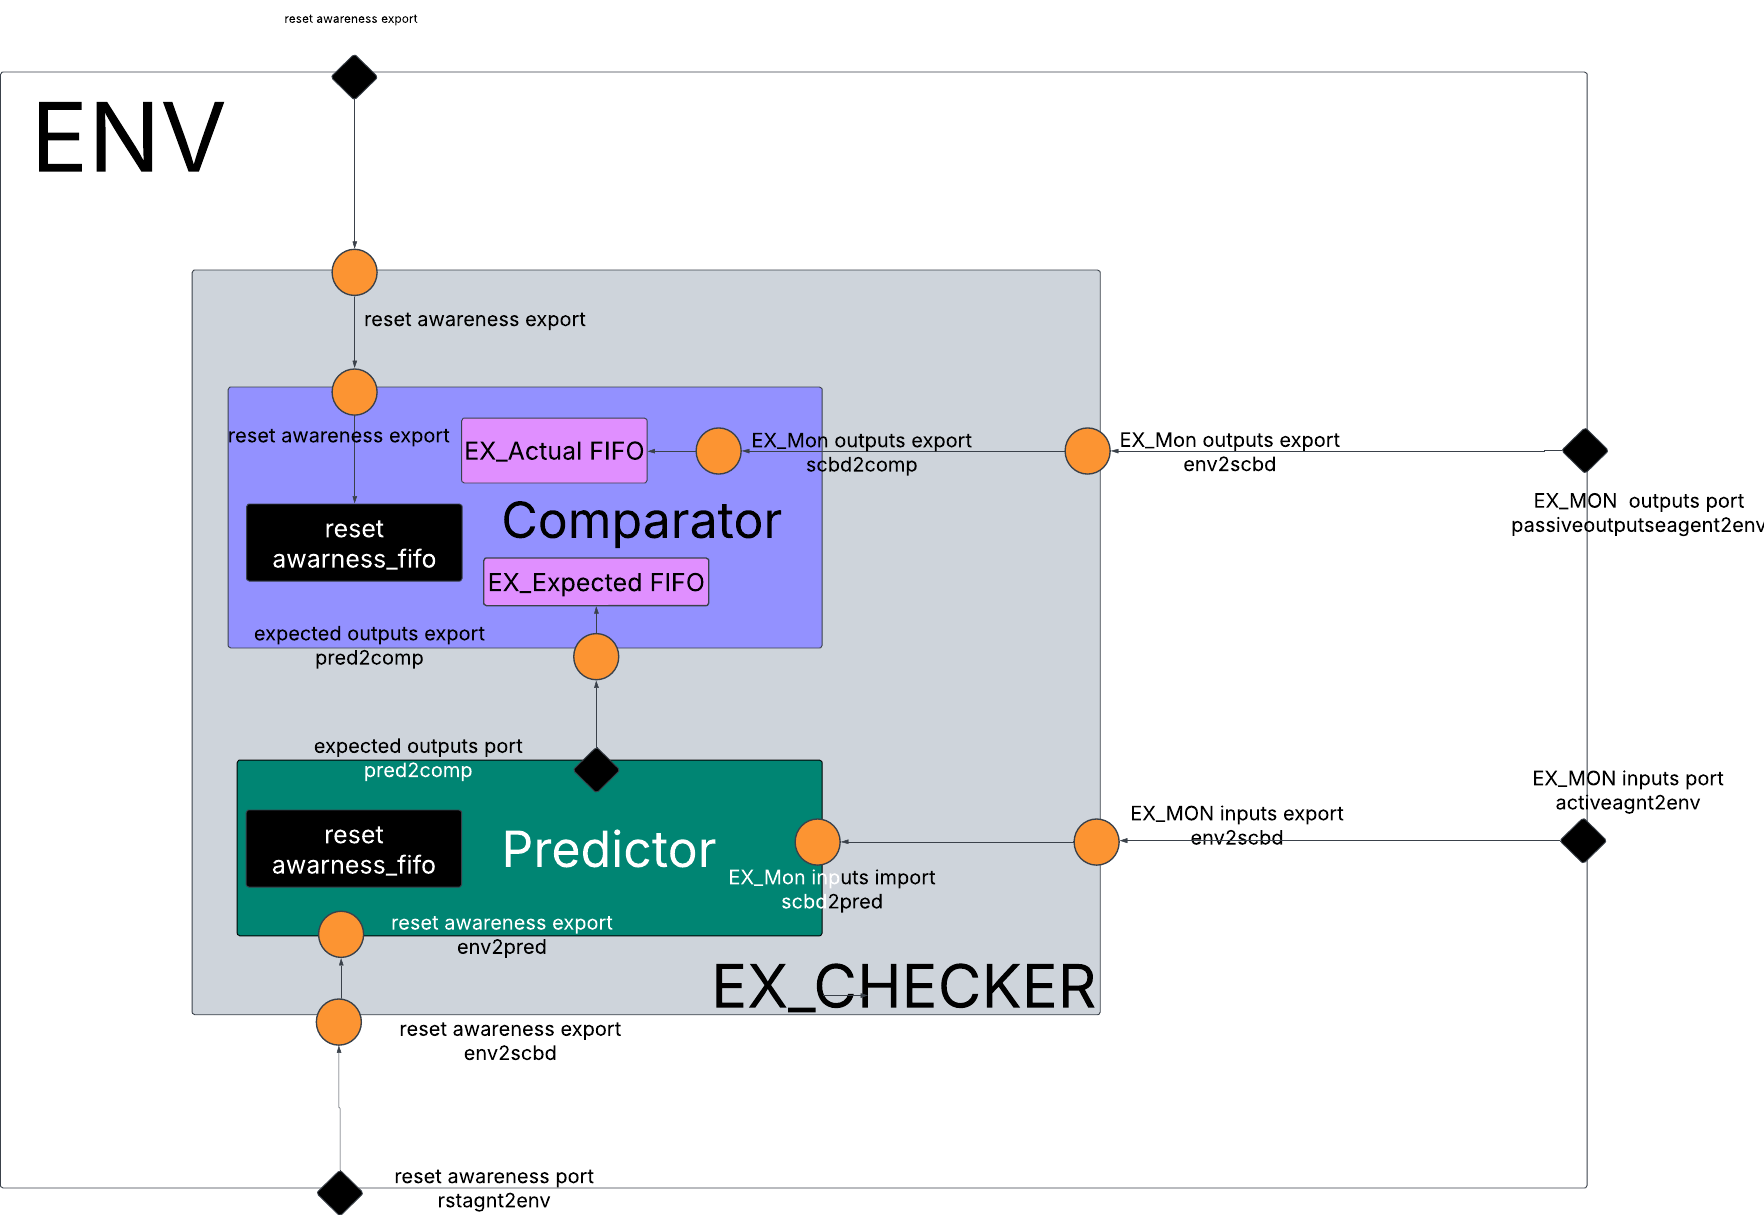 reset awareness export
ENV
reset awareness export
reset awareness export
EX_Actual FIFO
EX_Mon outputs export
scbd2comp
EX_Mon outputs export
env2scbd
EX_MON  outputs port
passiveoutputseagent2env
Comparator
reset
awarness_fifo
EX_Expected FIFO
expected outputs export
pred2comp
expected outputs port
pred2comp
EX_MON inputs port
activeagnt2env
EX_MON inputs export
env2scbd
reset
awarness_fifo
Predictor
EX_Mon inputs import
scbd2pred
reset awareness export
env2pred
EX_CHECKER
reset awareness export
env2scbd
reset awareness port
rstagnt2env